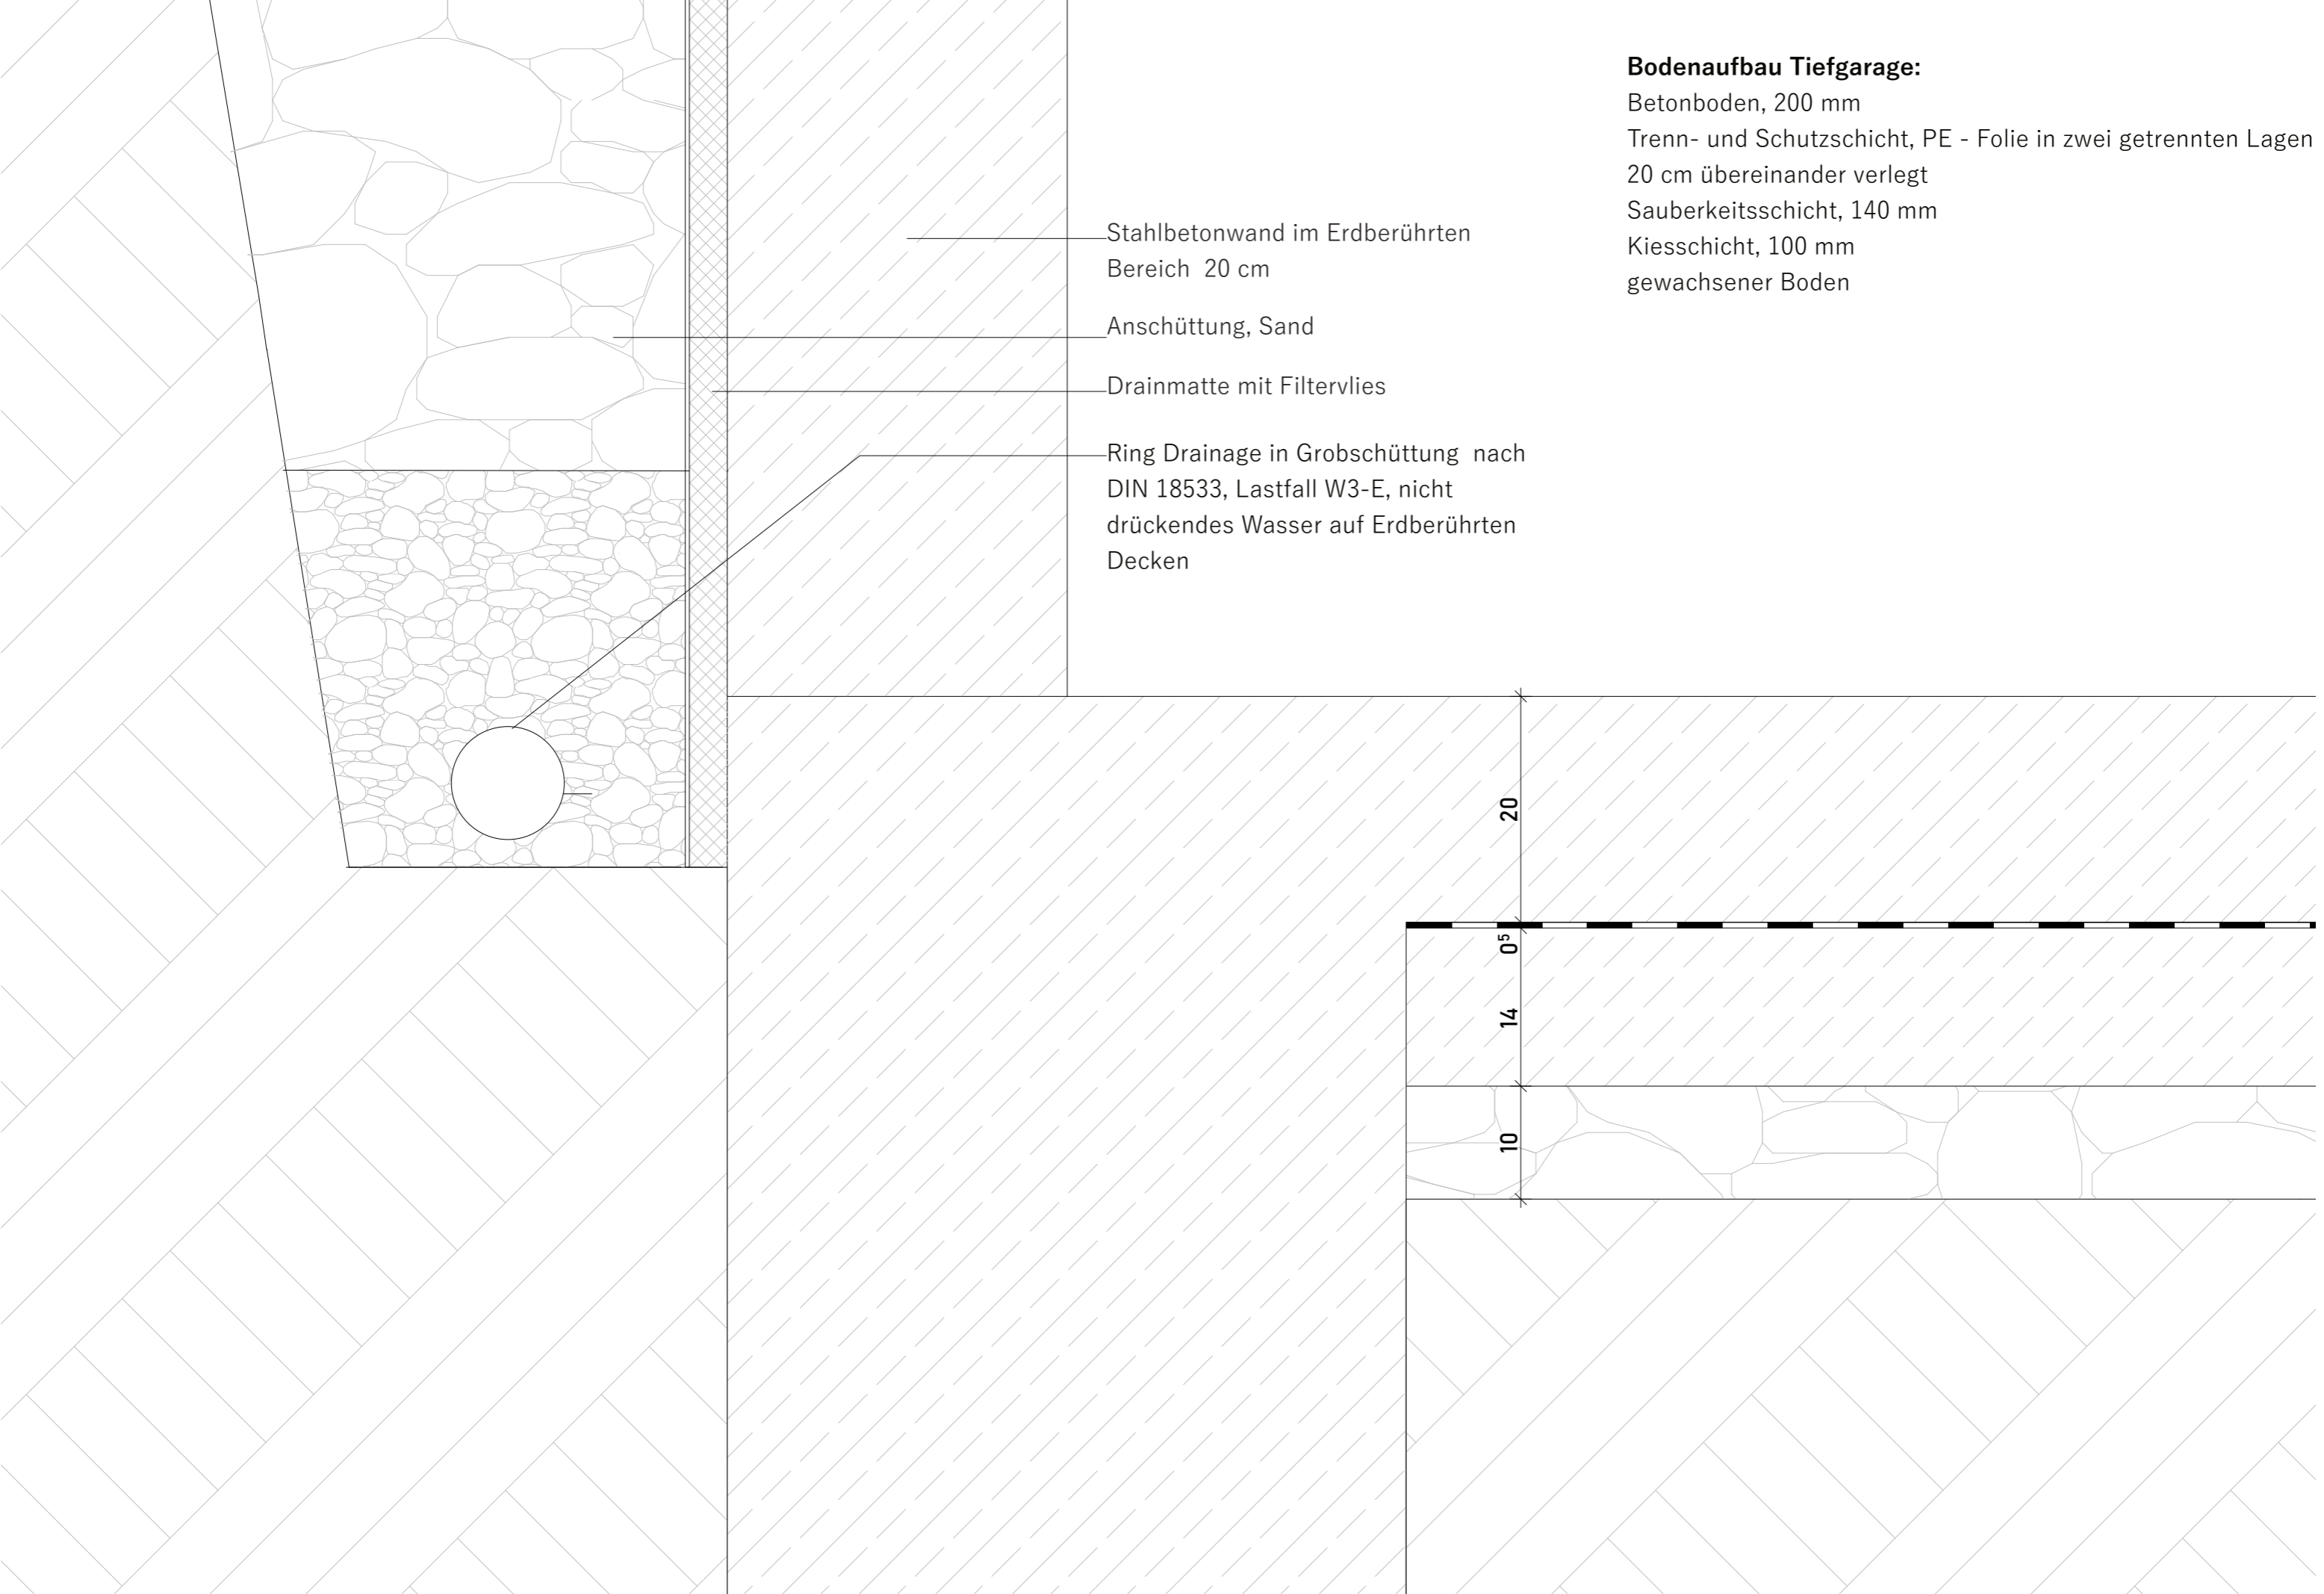 Bodenaufbau Tiefgarage:
Betonboden, 200 mm
Trenn- und Schutzschicht, PE - Folie in zwei getrennten Lagen
20 cm übereinander verlegt
Sauberkeitsschicht, 140 mm
Kiesschicht, 100 mm
gewachsener Boden
Stahlbetonwand im Erdberührten
Bereich  20 cm
Anschüttung, Sand
Drainmatte mit Filtervlies
Ring Drainage in Grobschüttung  nach
DIN 18533, Lastfall W3-E, nicht
drückendes Wasser auf Erdberührten
Decken
20
0⁵
14
10